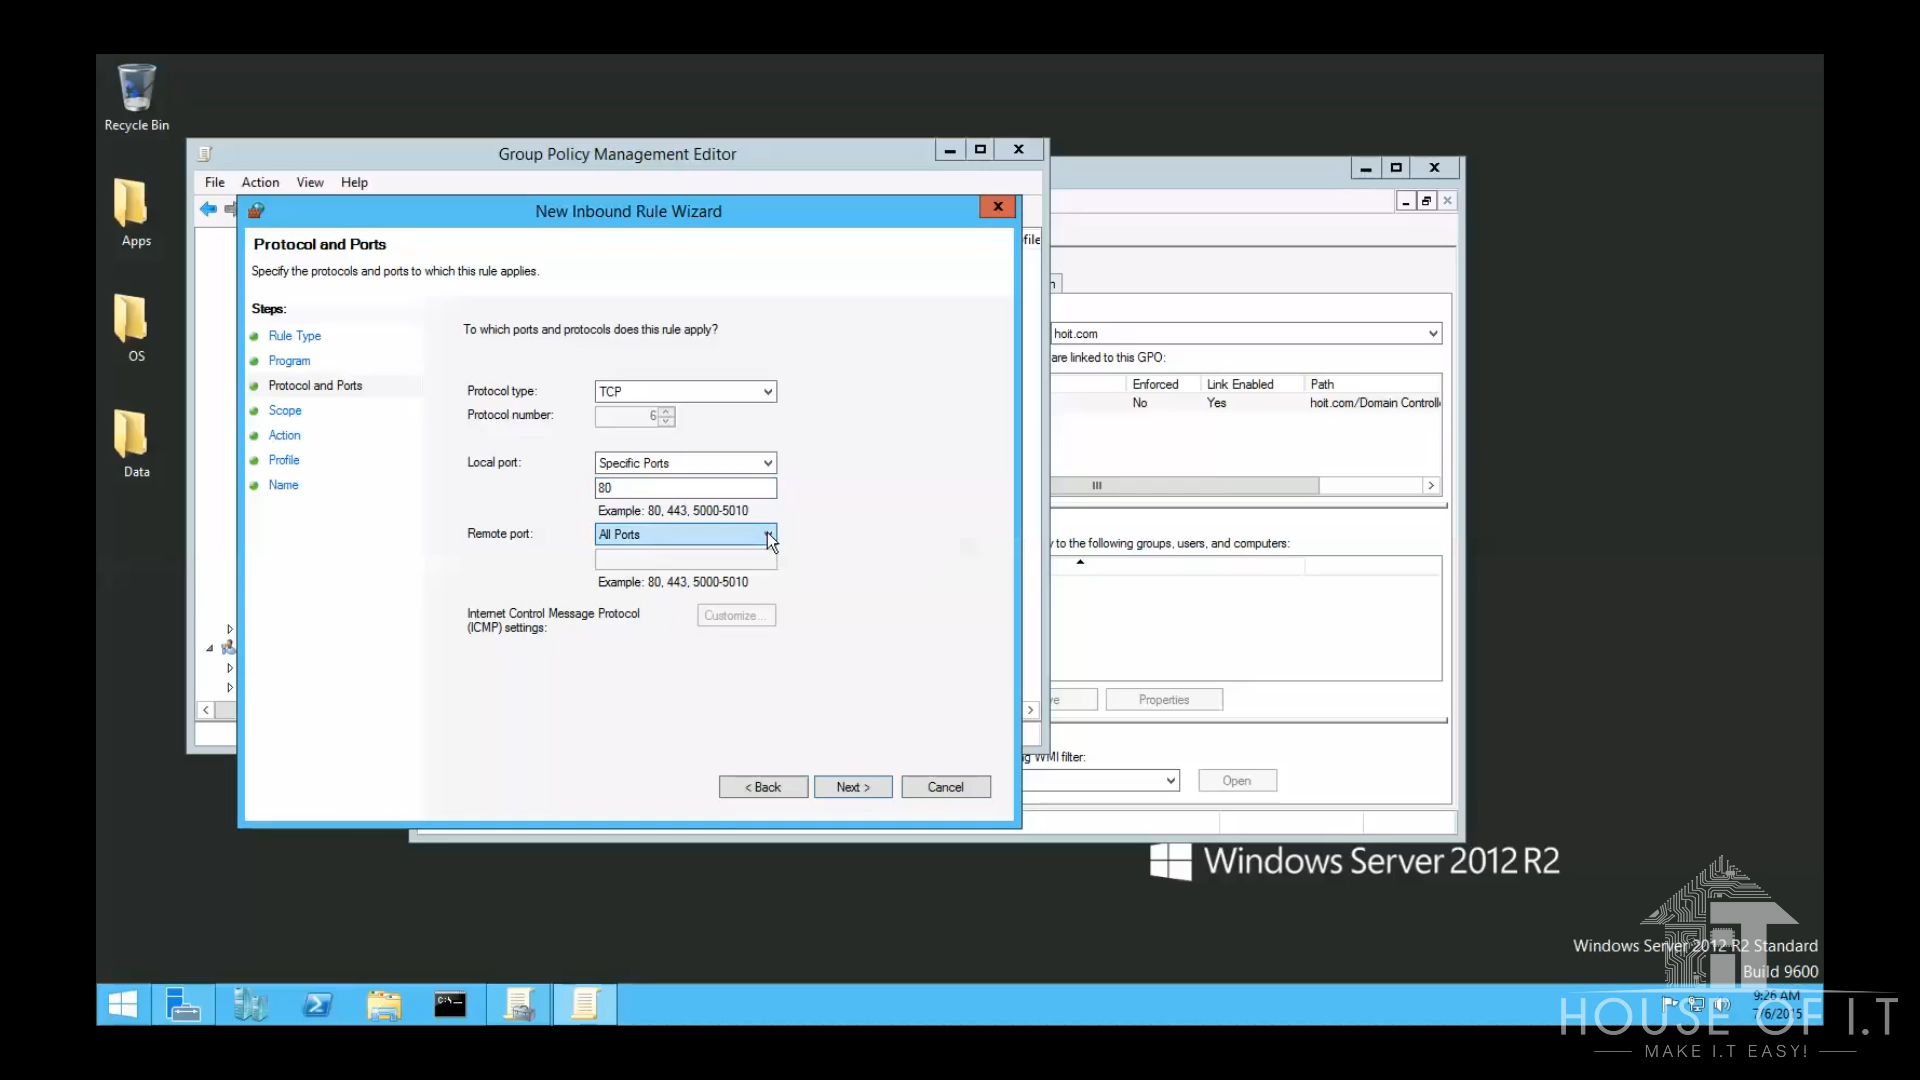 Recycle Bin
Apps
OS
Data
Group Policy Management Editor
File Action View Help
New Inbound Rule Wizard
Protocol and Ports
Specify the protocols and ports to which this rule applies.
Steps:
Rule Type
Program
Protocol and Ports
Scope
Action
Profile
Name
To which ports and protocols does this rule apply?
Protocol type: TCP
Protocol number: 6
Local port: Specific Ports
80
Example: 80, 443, 5000-5010
Remote port: All Ports
Example: 80, 443, 5000-5010
Internet Control Message Protocol
(ICMP) settings:
Customize...
< Back Next > Cancel
file
n
hoit.com
are linked to this GPO:
Enforced Link Enabled Path
No Yes hoit.com/Domain Controll
y to the following groups, users, and computers:
ve Properties
g WMI filter:
Open
Windows Server 2012 R2
Windows Server 2012 R2 Standard
Build 9600
9:26 AM
7/6/2015
iT
HOUSE OF I.T
MAKE I.T EASY!